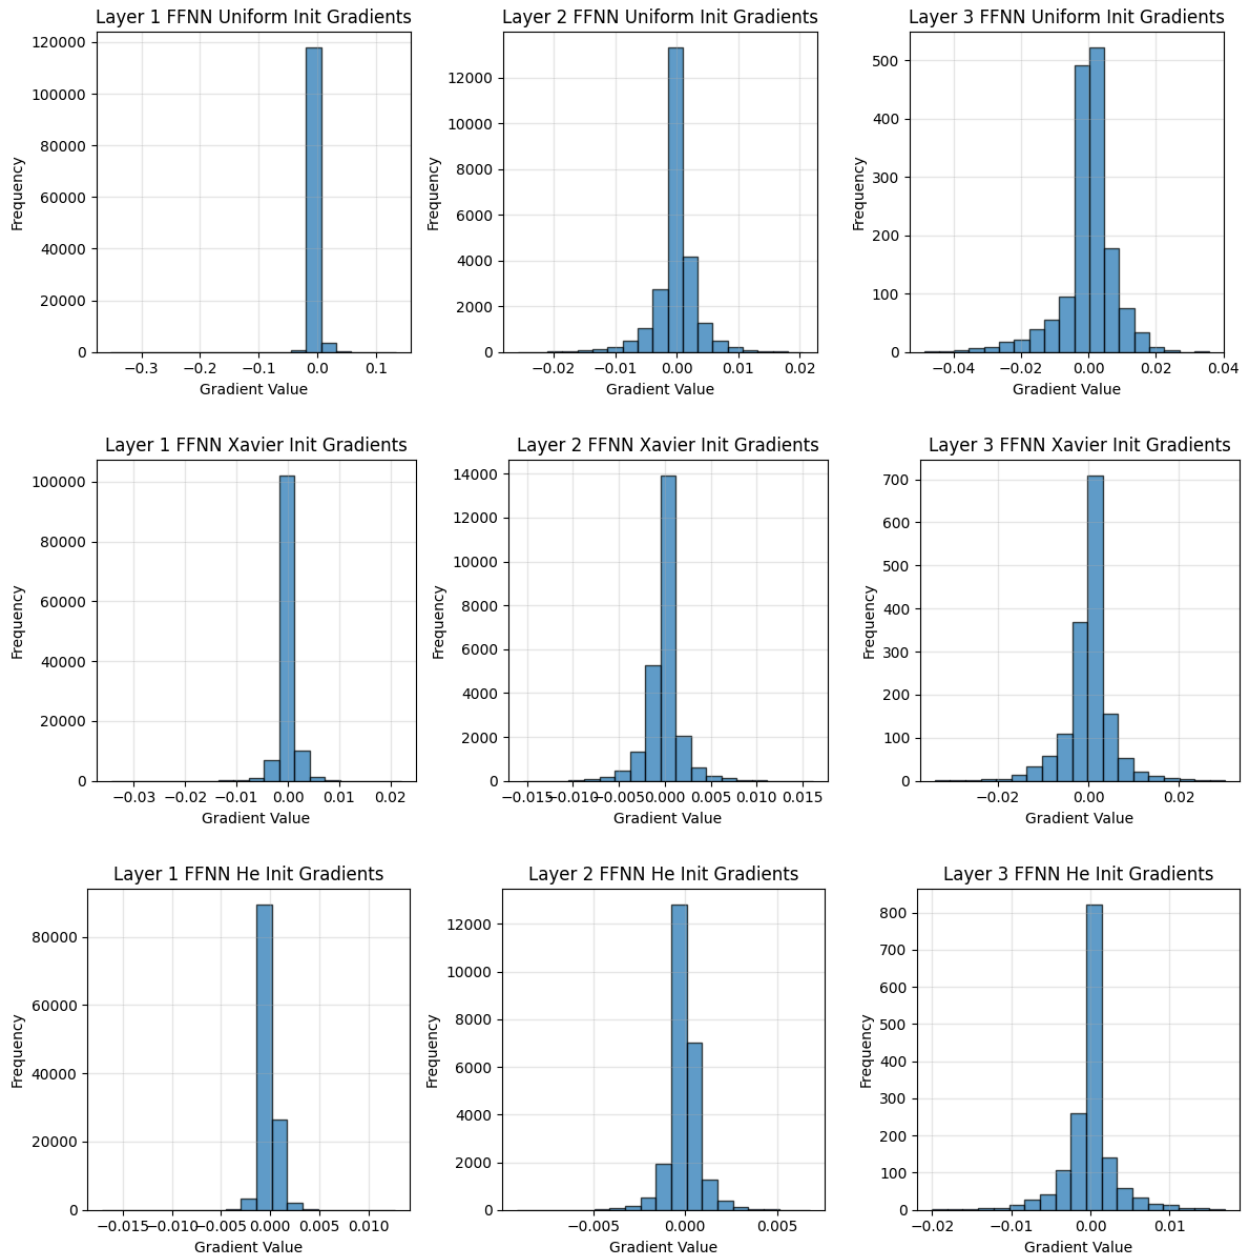 Layer 1 FFNN Uniform Init Gradients
120000
100000
80000
60000
40000
20000
0
Frequency
−0.3 −0.2 −0.1 0.0 0.1
Gradient Value
Layer 2 FFNN Uniform Init Gradients
12000
10000
8000
6000
4000
2000
0
Frequency
−0.02 −0.01 0.00 0.01 0.02
Gradient Value
Layer 3 FFNN Uniform Init Gradients
500
400
300
200
100
0
Frequency
−0.04 −0.02 0.00 0.02 0.04
Gradient Value
Layer 1 FFNN Xavier Init Gradients
100000
80000
60000
40000
20000
0
Frequency
−0.03 −0.02 −0.01 0.00 0.01 0.02
Gradient Value
Layer 2 FFNN Xavier Init Gradients
14000
12000
10000
8000
6000
4000
2000
0
Frequency
−0.015 −0.010 −0.005 0.000 0.005 0.010 0.015
Gradient Value
Layer 3 FFNN Xavier Init Gradients
700
600
500
400
300
200
100
0
Frequency
−0.02 0.00 0.02
Gradient Value
Layer 1 FFNN He Init Gradients
80000
60000
40000
20000
0
Frequency
−0.015 −0.010 −0.005 0.000 0.005 0.010
Gradient Value
Layer 2 FFNN He Init Gradients
12000
10000
8000
6000
4000
2000
0
Frequency
−0.005 0.000 0.005
Gradient Value
Layer 3 FFNN He Init Gradients
800
700
600
500
400
300
200
100
0
Frequency
−0.02 −0.01 0.00 0.01
Gradient Value